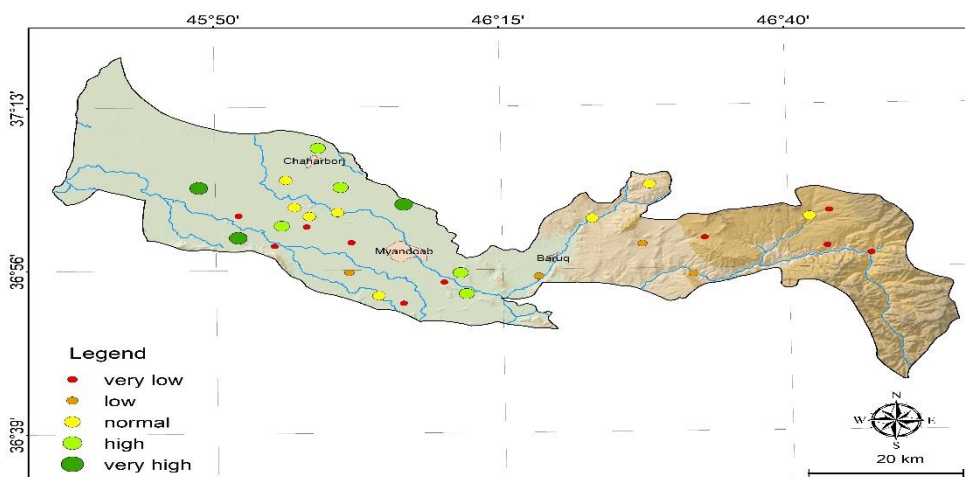 45°50'
46°15'
46°40'
37°13'
36°56'
36°39'
Chaharborj
Myandoab
Baruq
Legend
very low
low
normal
high
very high
N
W
E
S
20 km